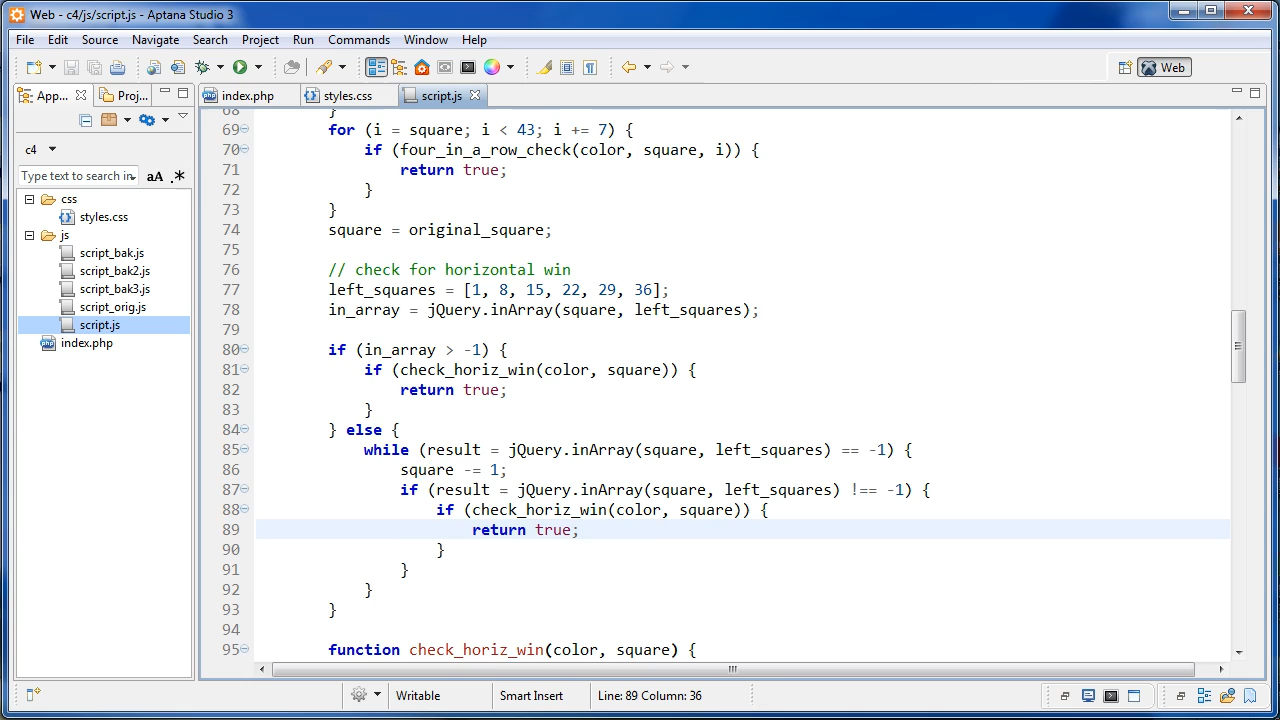 Web - c4/js/script.js - Aptana Studio 3
File Edit Source Navigate Search Project Run Commands Window Help
Web
App... Proj... index.php styles.css script.js
c4
Type text to search in aA .*
css
styles.css
js
script_bak.js
script_bak2.js
script_bak3.js
script_orig.js
script.js
index.php
68 }
69 for (i = square; i < 43; i += 7) {
70 if (four_in_a_row_check(color, square, i)) {
71 return true;
72 }
73 }
74 square = original_square;
75
76 // check for horizontal win
77 left_squares = [1, 8, 15, 22, 29, 36];
78 in_array = jQuery.inArray(square, left_squares);
79
80 if (in_array > -1) {
81 if (check_horiz_win(color, square)) {
82 return true;
83 }
84 } else {
85 while (result = jQuery.inArray(square, left_squares) == -1) {
86 square -= 1;
87 if (result = jQuery.inArray(square, left_squares) !== -1) {
88 if (check_horiz_win(color, square)) {
89 return true;
90 }
91 }
92 }
93 }
94
95 function check_horiz_win(color, square) {
Writable Smart Insert Line: 89 Column: 36